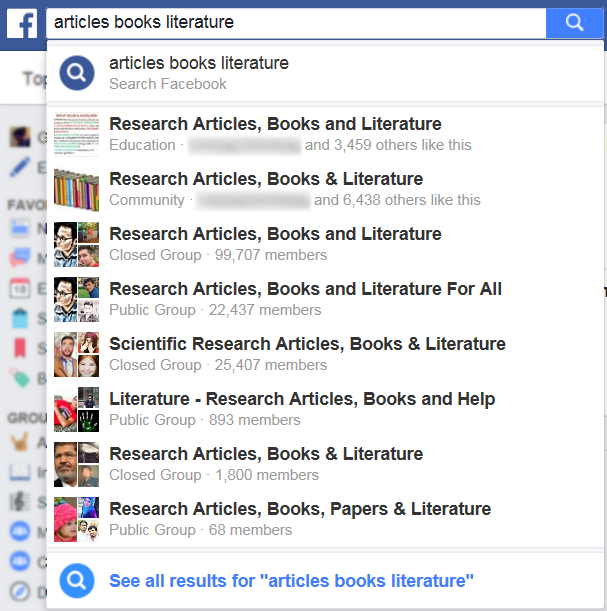 articles books literature
articles books literature
Search Facebook
Research Articles, Books and Literature
Education · and 3,459 others like this
Research Articles, Books & Literature
Community · and 6,438 others like this
Research Articles, Books and Literature
Closed Group · 99,707 members
Research Articles, Books and Literature For All
Public Group · 22,437 members
Scientific Research Articles, Books & Literature
Closed Group · 25,407 members
Literature - Research Articles, Books and Help
Public Group · 893 members
Research Articles, Books & Literature
Closed Group · 1,800 members
Research Articles, Books, Papers & Literature
Public Group · 68 members
See all results for "articles books literature"